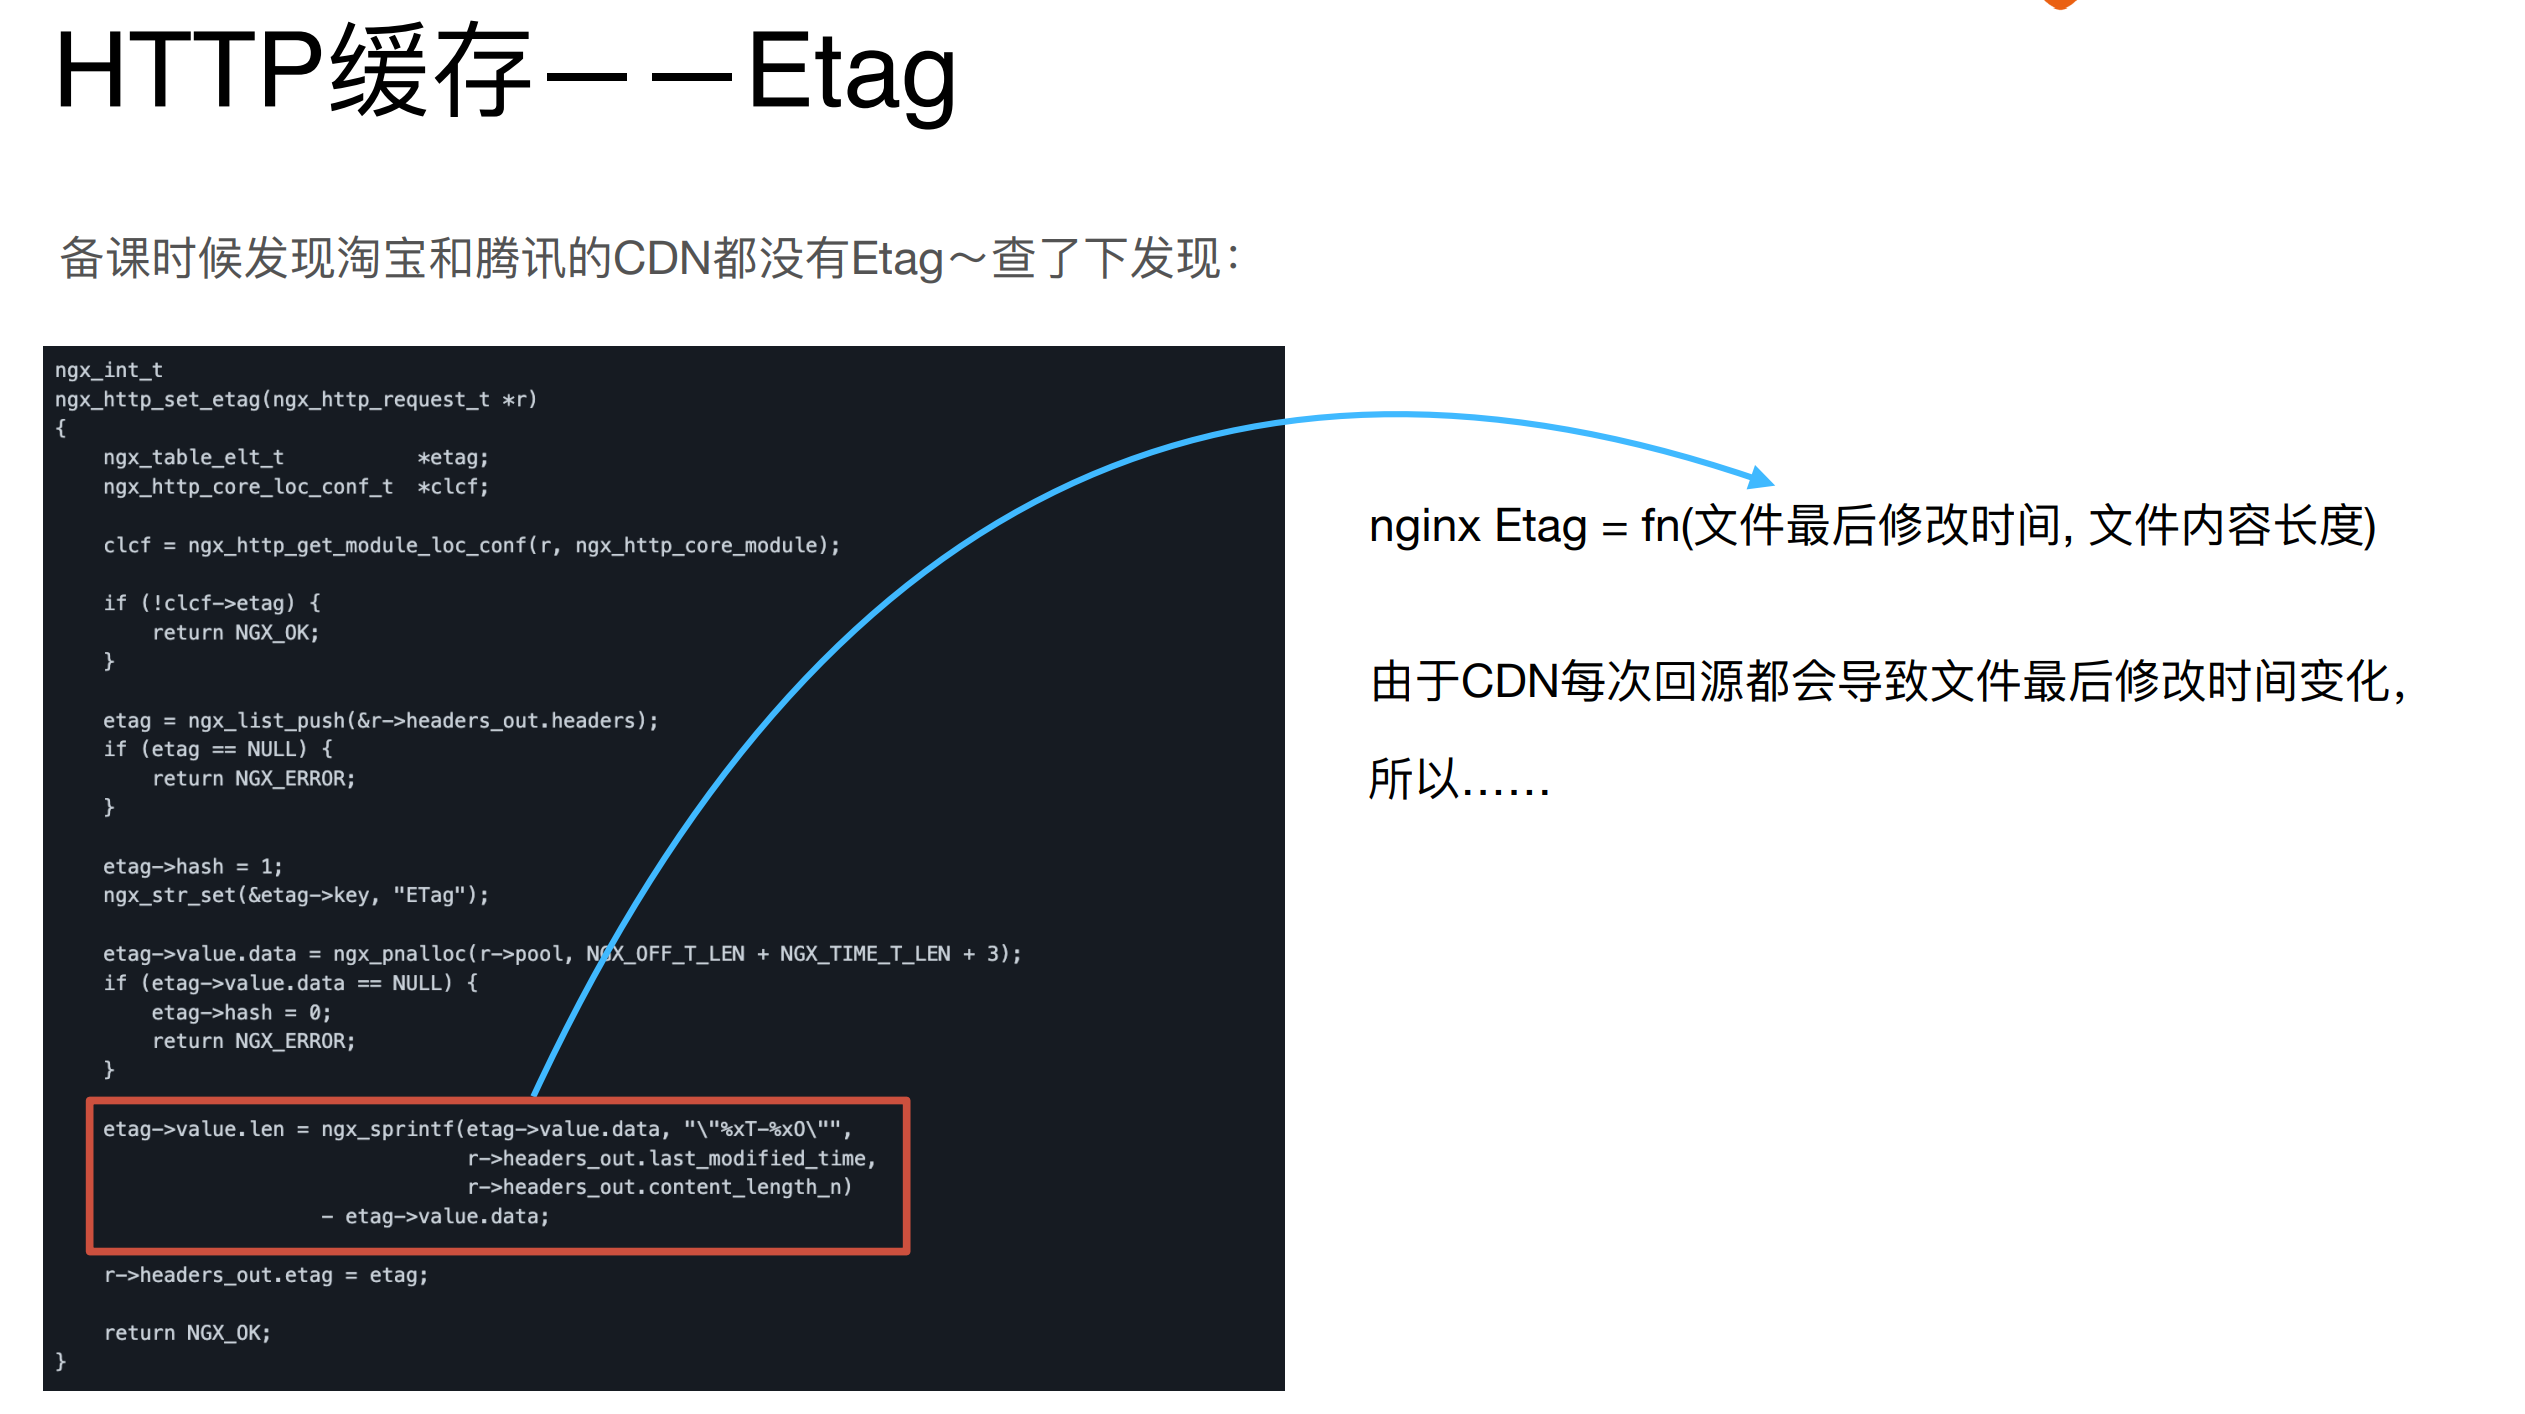 HTTP缓存——Etag
备课时候发现淘宝和腾讯的CDN都没有Etag～查了下发现：
ngx_int_t
ngx_http_set_etag(ngx_http_request_t *r)
{
    ngx_table_elt_t           *etag;
    ngx_http_core_loc_conf_t  *clcf;
    clcf = ngx_http_get_module_loc_conf(r, ngx_http_core_module);
    if (!clcf->etag) {
        return NGX_OK;
    }
    etag = ngx_list_push(&r->headers_out.headers);
    if (etag == NULL) {
        return NGX_ERROR;
    }
    etag->hash = 1;
    ngx_str_set(&etag->key, "ETag");
    etag->value.data = ngx_pnalloc(r->pool, NGX_OFF_T_LEN + NGX_TIME_T_LEN + 3);
    if (etag->value.data == NULL) {
        etag->hash = 0;
        return NGX_ERROR;
    }
    etag->value.len = ngx_sprintf(etag->value.data, "\"%xT-%xO\"",
                                  r->headers_out.last_modified_time,
                                  r->headers_out.content_length_n)
                      - etag->value.data;
    r->headers_out.etag = etag;
    return NGX_OK;
}
nginx Etag = fn(文件最后修改时间, 文件内容长度)
由于CDN每次回源都会导致文件最后修改时间变化，
所以……